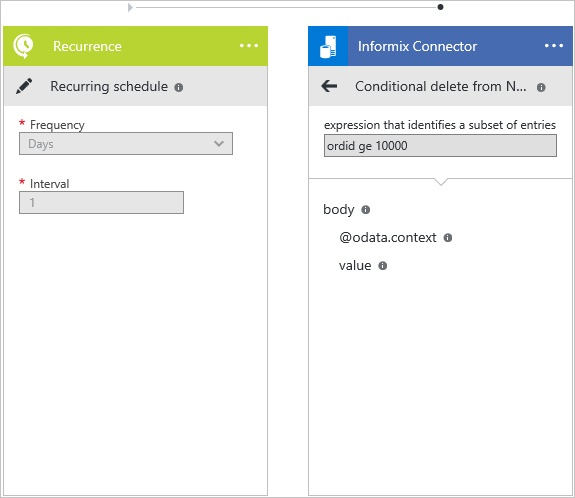 Recurrence
Recurring schedule
* Frequency
Days
* Interval
1
Informix Connector
Conditional delete from N...
expression that identifies a subset of entries
ordid ge 10000
body
@odata.context
value